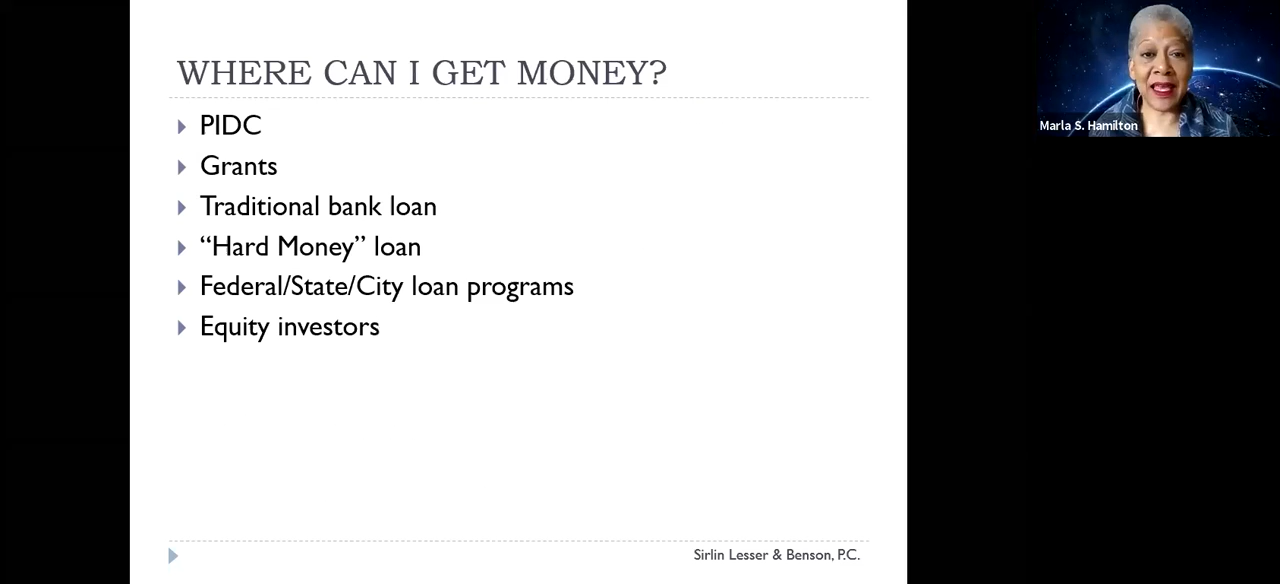 WHERE CAN I GET MONEY?
PIDC
Grants
Traditional bank loan
“Hard Money” loan
Federal/State/City loan programs
Equity investors
Sirlin Lesser & Benson, P.C.
Marla S. Hamilton